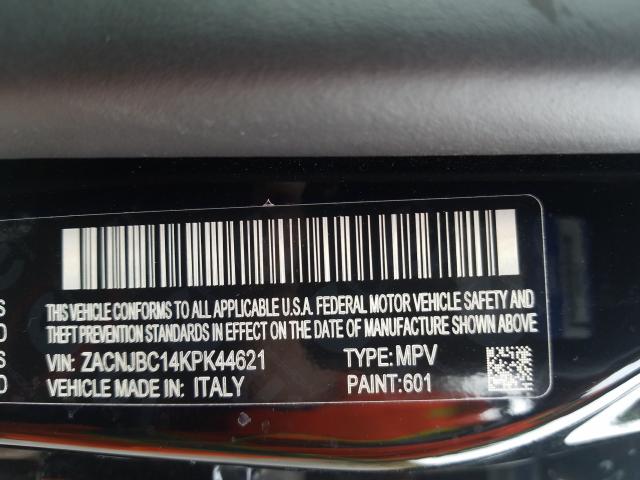 THIS VEHICLE CONFORMS TO ALL APPLICABLE U.S.A. FEDERAL MOTOR VEHICLE SAFETY AND
THEFT PREVENTION STANDARDS IN EFFECT ON THE DATE OF MANUFACTURE SHOWN ABOVE
VIN: ZACNJBC14KPK44621 TYPE: MPV
VEHICLE MADE IN: ITALY PAINT: 601